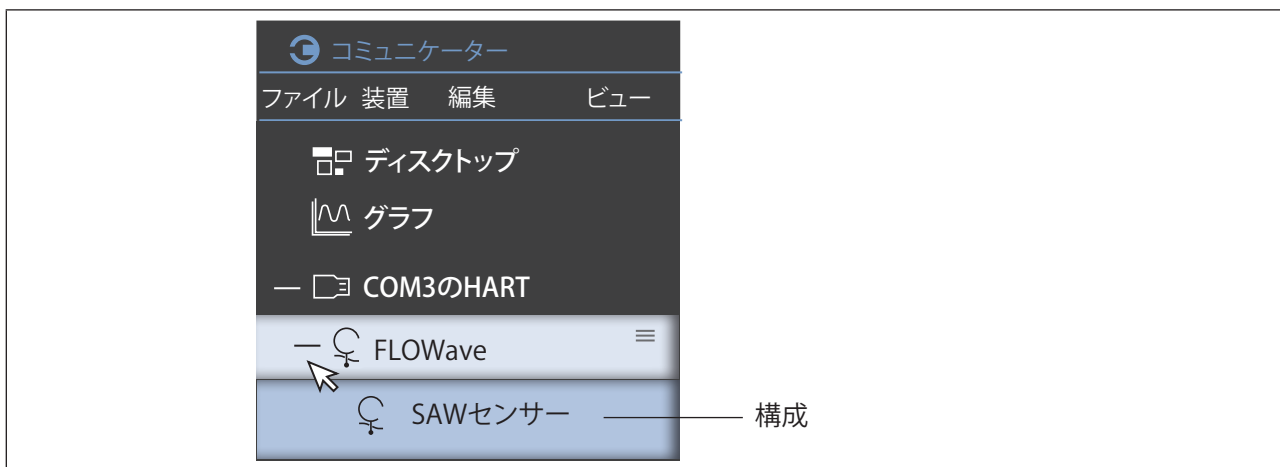 コミュニケーター
ファイル 装置 編集 ビュー
ディスクトップ
グラフ
COM3のHART
FLOWave
SAWセンサー 構成